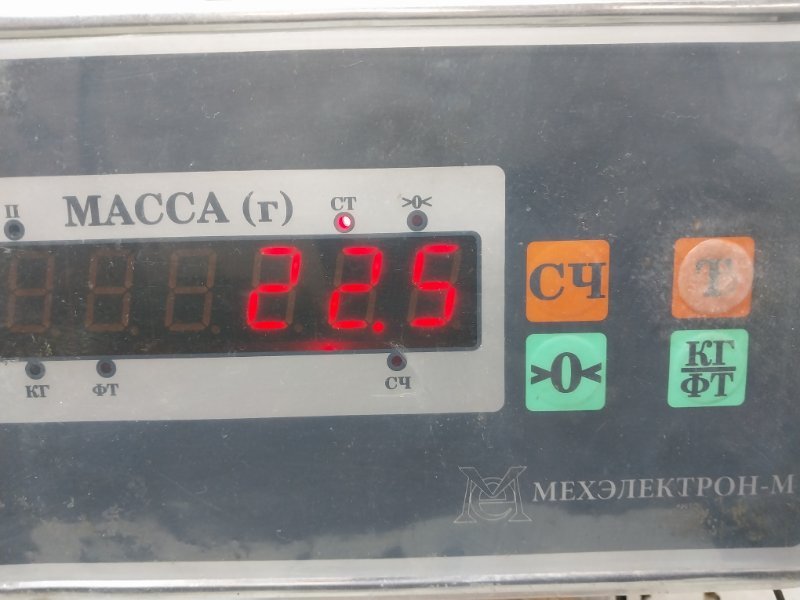 П
МАССА (г)
СТ
>0<
22.5
КГ
ФТ
СЧ
СЧ
Т
>0<
КГ
ФТ
МЕХЭЛЕКТРОН-М